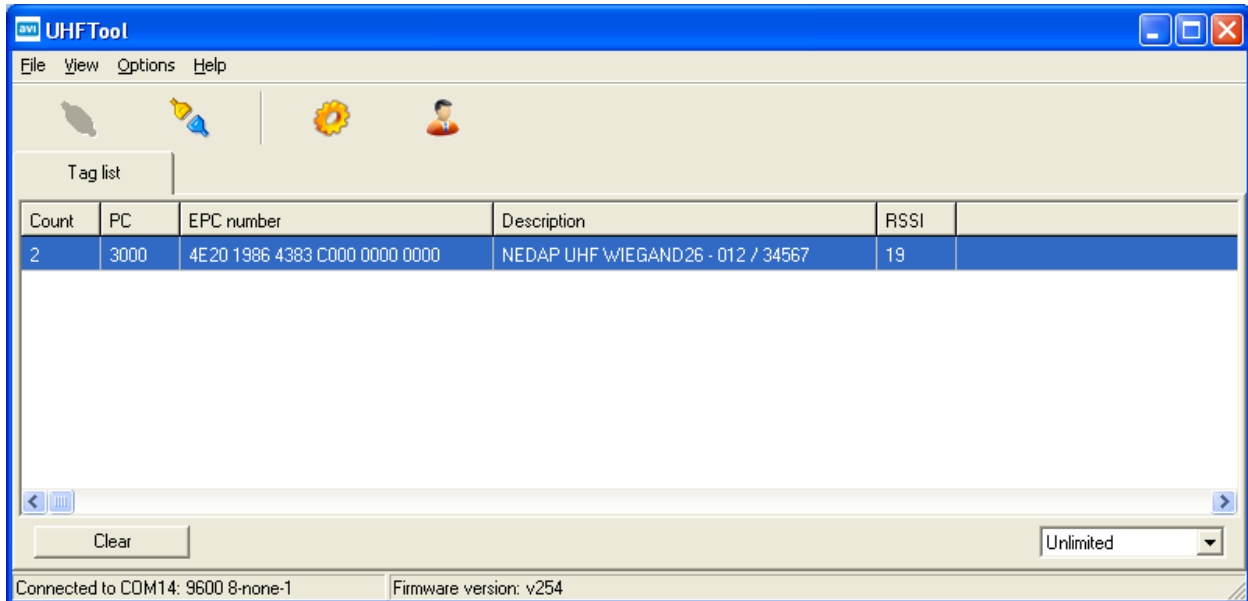 avi UHFTool
File View Options Help
Tag list
Count PC EPC number Description RSSI
2 3000 4E20 1986 4383 C000 0000 0000 NEDAP UHF WIEGAND26 - 012 / 34567 19
Clear Unlimited
Connected to COM14: 9600 8-none-1 Firmware version: v254